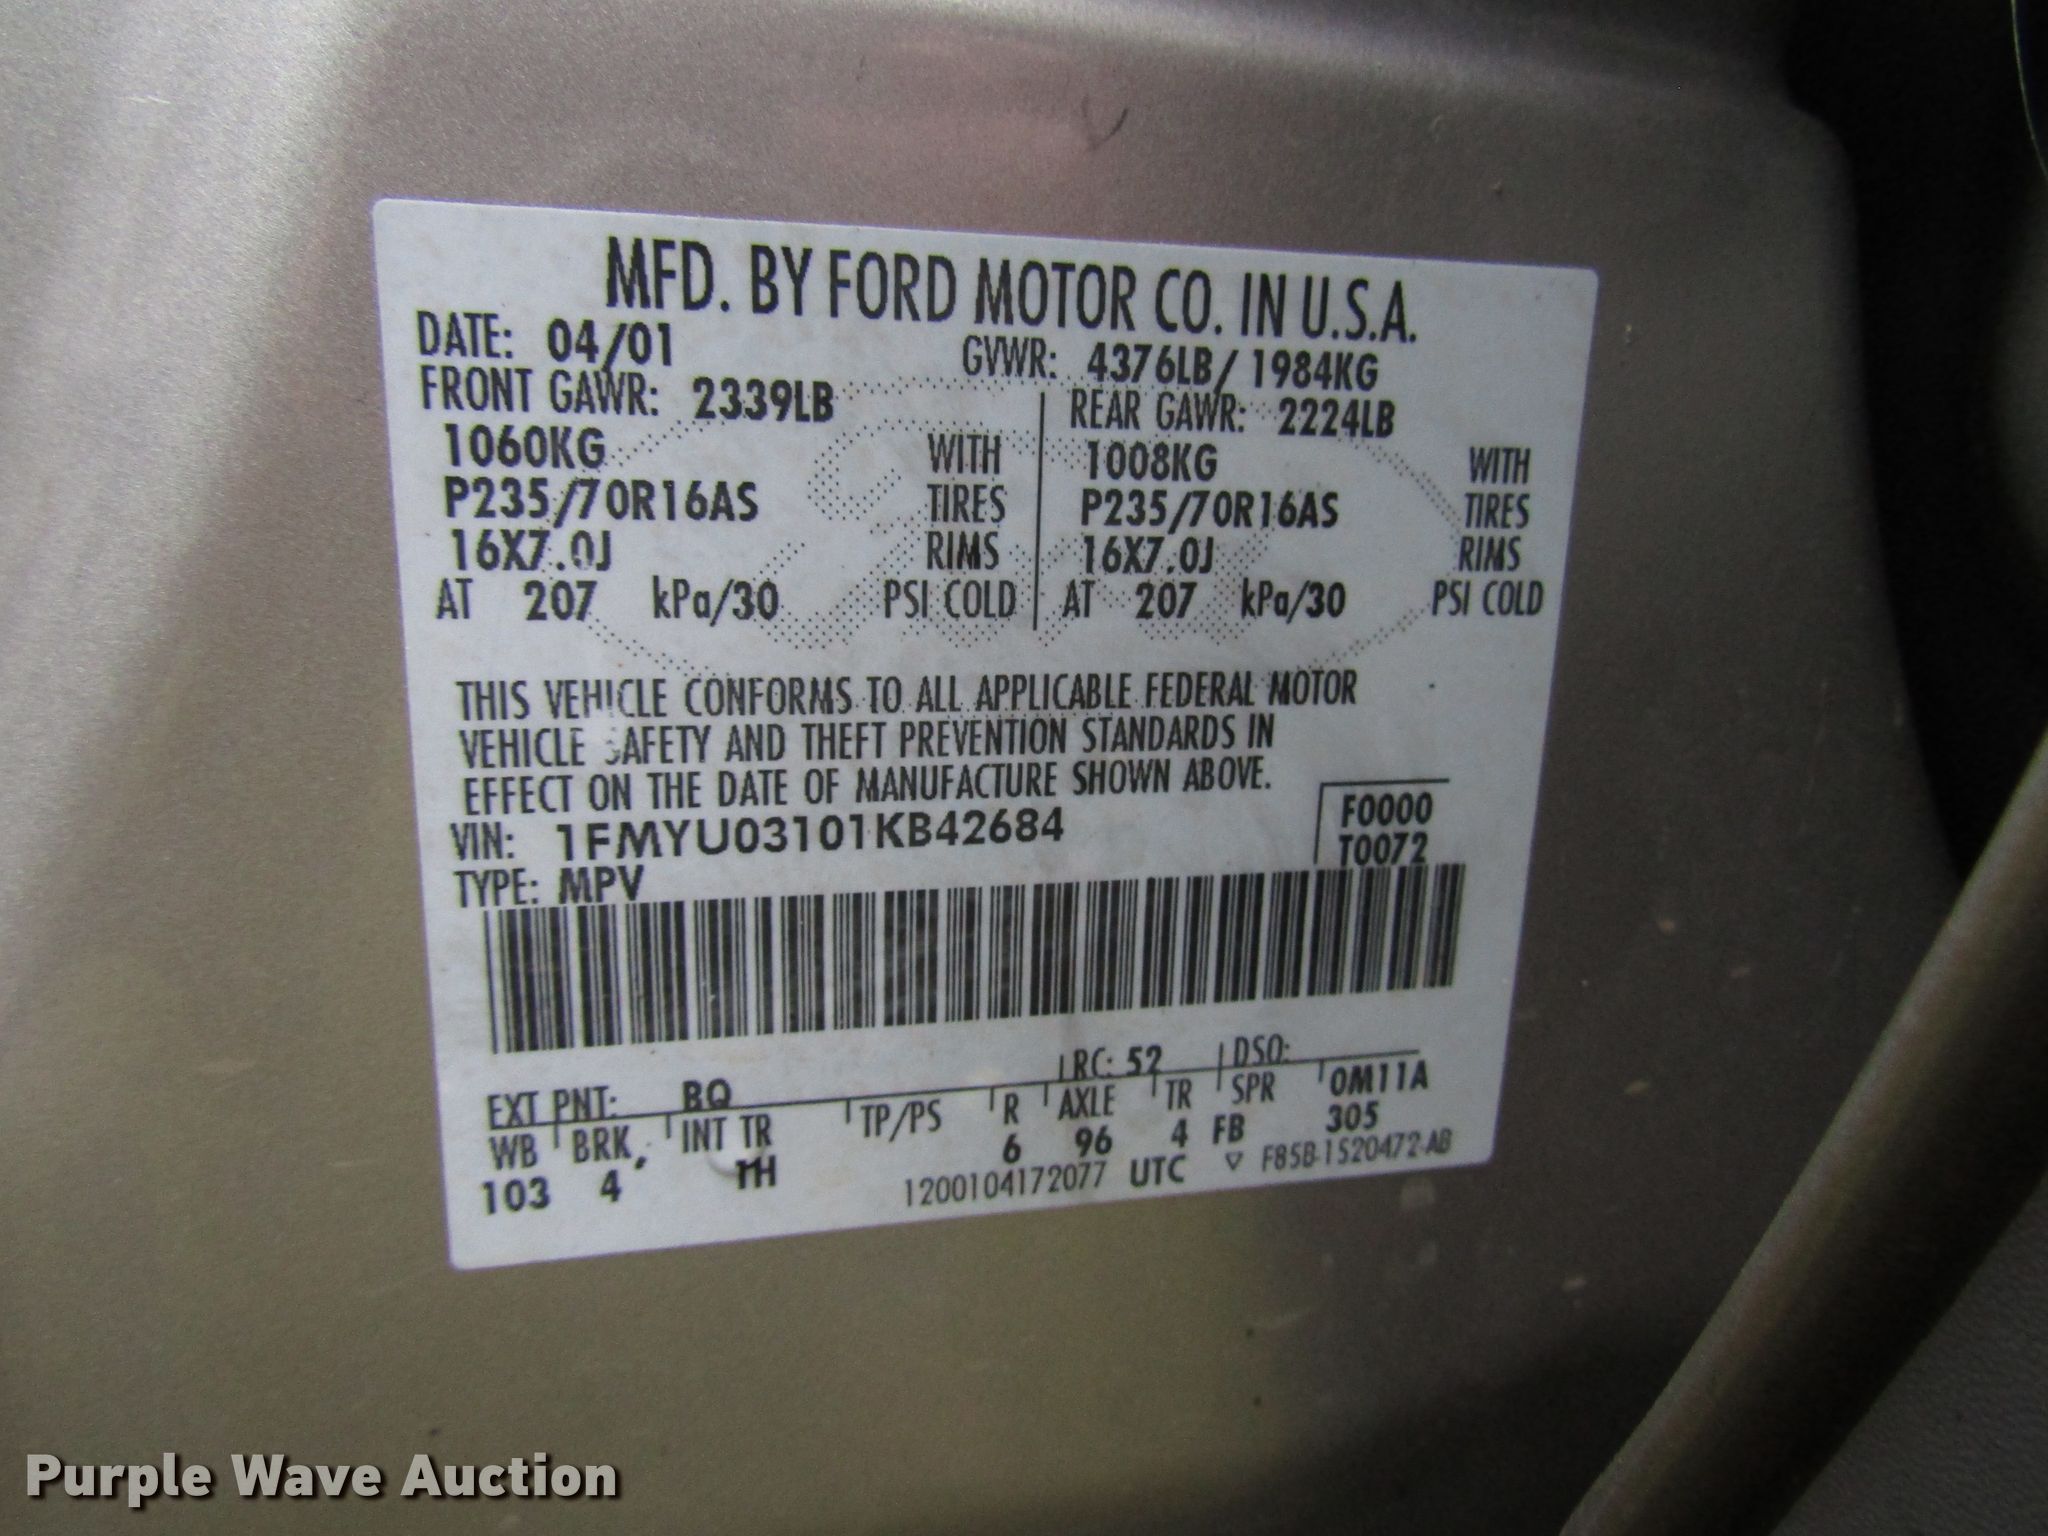 MFD. BY FORD MOTOR CO. IN U.S.A.
DATE: 04/01 GVWR: 4376LB/ 1984KG
FRONT GAWR: 2339LB REAR GAWR: 2224LB
1060KG WITH 1008KG WITH
P235/70R16AS TIRES P235/70R16AS TIRES
16X7.0J RIMS 16X7.0J RIMS
AT 207 kPa/30 PSI COLD AT 207 kPa/30 PSI COLD
THIS VEHICLE CONFORMS TO ALL APPLICABLE FEDERAL MOTOR
VEHICLE SAFETY AND THEFT PREVENTION STANDARDS IN
EFFECT ON THE DATE OF MANUFACTURE SHOWN ABOVE.
F0000
VIN: 1FMYU03101KB42684
T0072
TYPE: MPV
EXT PNT: BQ RC: 52 DSO:
WB BRK INT TR TP/PS R AXLE TR SPR 0M11A
103 4 TH 6 96 4 FB 305
1200104172077 UTC ▽ F85B-1520472-AB
Purple Wave Auction